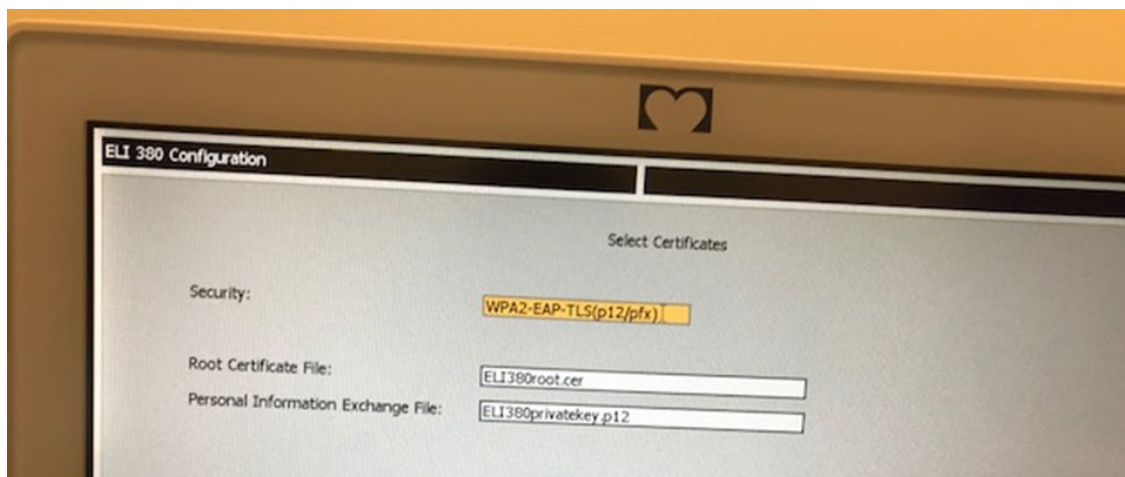 ELI 380 Configuration
Select Certificates
Security: WPA2-EAP-TLS(p12/pfx)
Root Certificate File: ELI380root.cer
Personal Information Exchange File: ELI380privatekey.p12